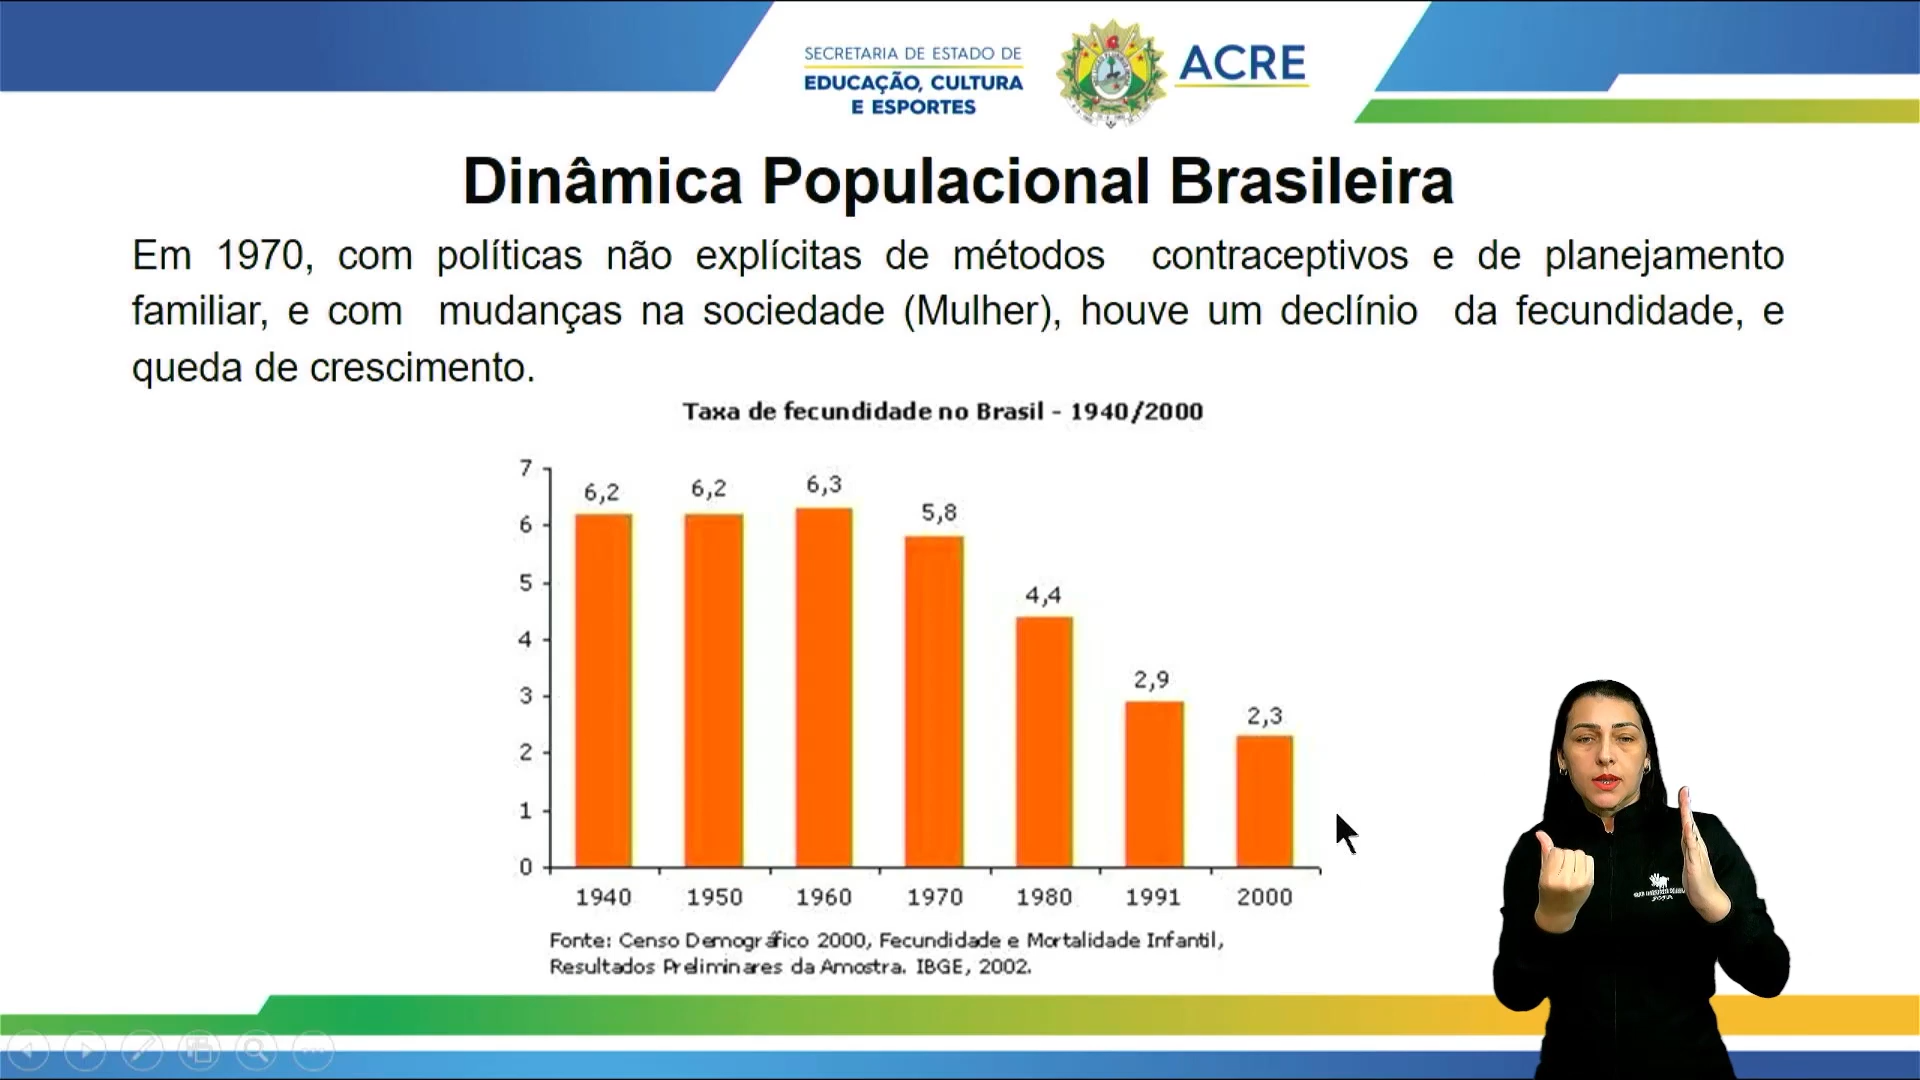 SECRETARIA DE ESTADO DE
EDUCAÇÃO, CULTURA
E ESPORTES
ACRE
Dinâmica Populacional Brasileira
Em 1970, com políticas não explícitas de métodos contraceptivos e de planejamento
familiar, e com mudanças na sociedade (Mulher), houve um declínio da fecundidade, e
queda de crescimento.
Taxa de fecundidade no Brasil - 1940/2000
7
6
5
4
3
2
1
0
6,2
6,2
6,3
5,8
4,4
2,9
2,3
1940 1950 1960 1970 1980 1991 2000
Fonte: Censo Demográfico 2000, Fecundidade e Mortalidade Infantil,
Resultados Preliminares da Amostra. IBGE, 2002.